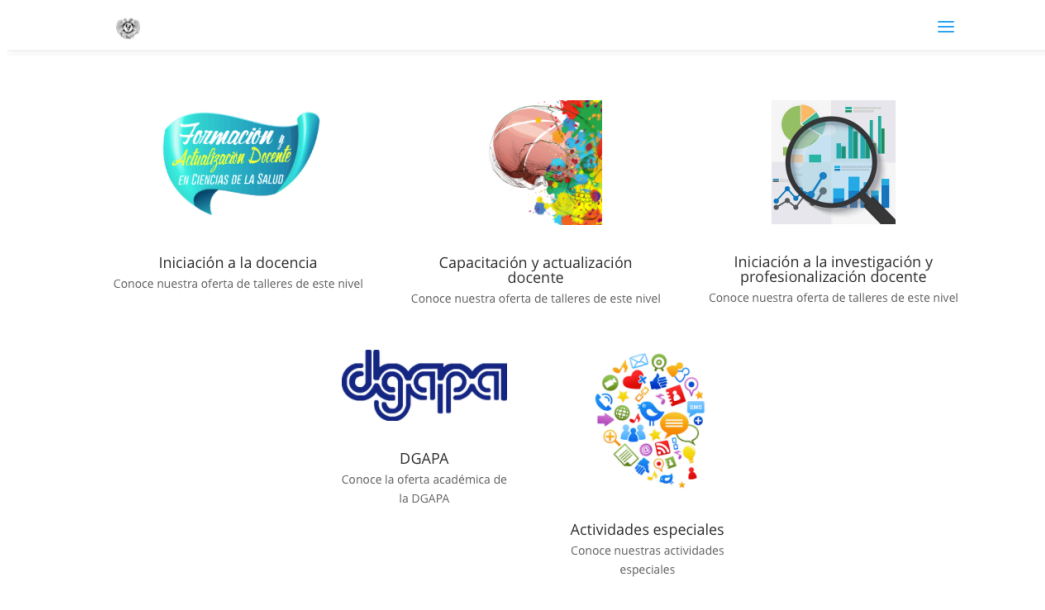 Formación y
Actualización Docente
EN CIENCIAS DE LA SALUD
Iniciación a la docencia
Conoce nuestra oferta de talleres de este nivel
Capacitación y actualización
docente
Conoce nuestra oferta de talleres de este nivel
Iniciación a la investigación y
profesionalización docente
Conoce nuestra oferta de talleres de este nivel
dgapa
DGAPA
Conoce la oferta académica de
la DGAPA
SMS
Actividades especiales
Conoce nuestras actividades
especiales